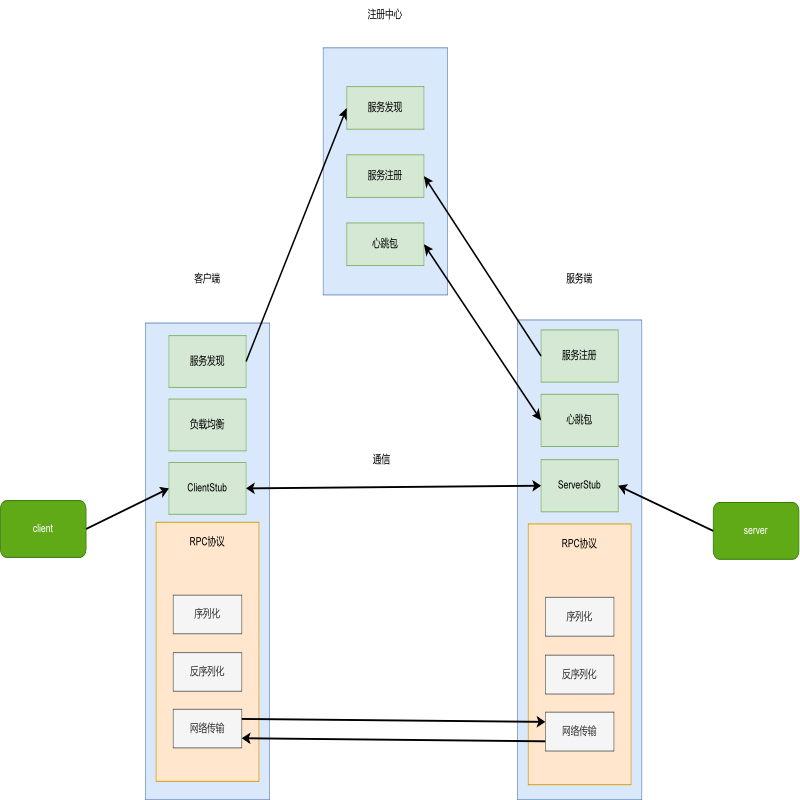 注册中心
服务发现
服务注册
心跳包
客户端
服务发现
负载均衡
ClientStub
RPC协议
序列化
反序列化
网络传输
client
通信
服务端
服务注册
心跳包
ServerStub
RPC协议
序列化
反序列化
网络传输
server